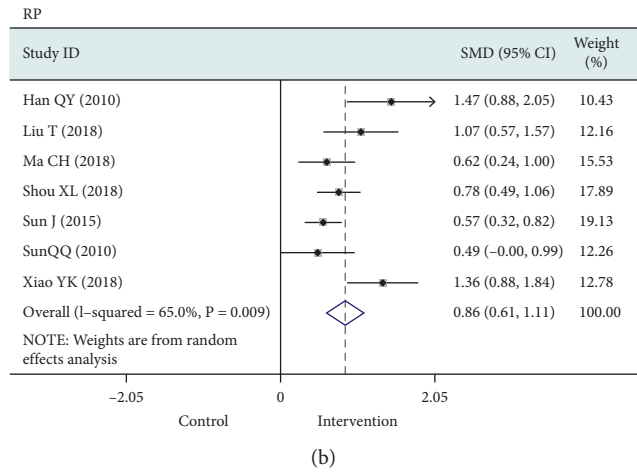 RP
Study ID SMD (95% CI) Weight (%)
Han QY (2010) 1.47 (0.88, 2.05) 10.43
Liu T (2018) 1.07 (0.57, 1.57) 12.16
Ma CH (2018) 0.62 (0.24, 1.00) 15.53
Shou XL (2018) 0.78 (0.49, 1.06) 17.89
Sun J (2015) 0.57 (0.32, 0.82) 19.13
SunQQ (2010) 0.49 (–0.00, 0.99) 12.26
Xiao YK (2018) 1.36 (0.88, 1.84) 12.78
Overall (l–squared = 65.0%, P = 0.009) 0.86 (0.61, 1.11) 100.00
NOTE: Weights are from random
effects analysis
–2.05 0 2.05
Control Intervention
(b)